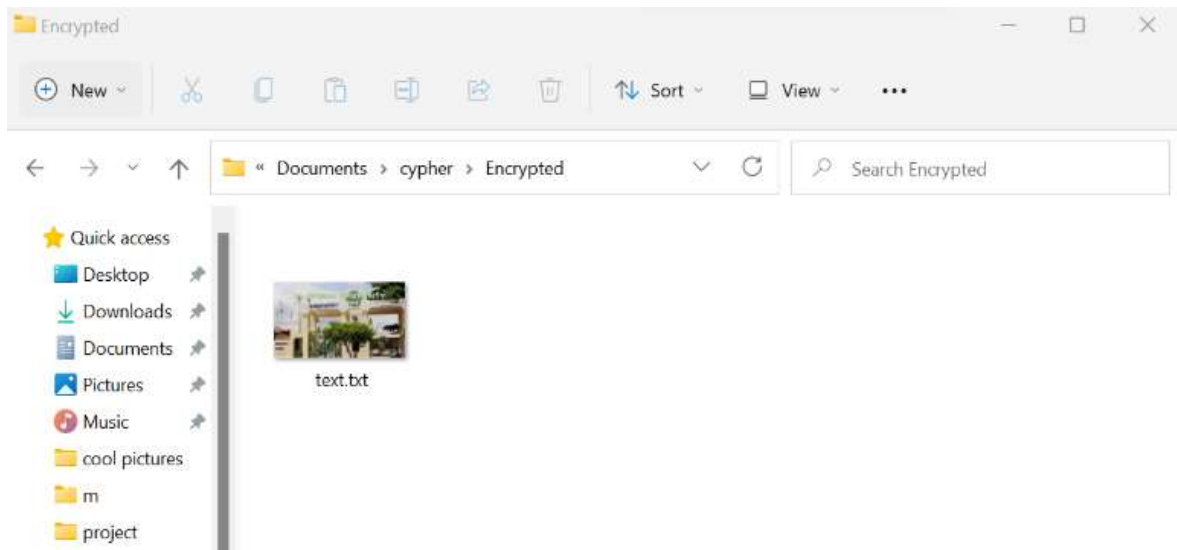 Encrypted
New
Sort
View
« Documents > cypher > Encrypted
Search Encrypted
Quick access
Desktop
Downloads
Documents
Pictures
Music
cool pictures
m
project
text.txt